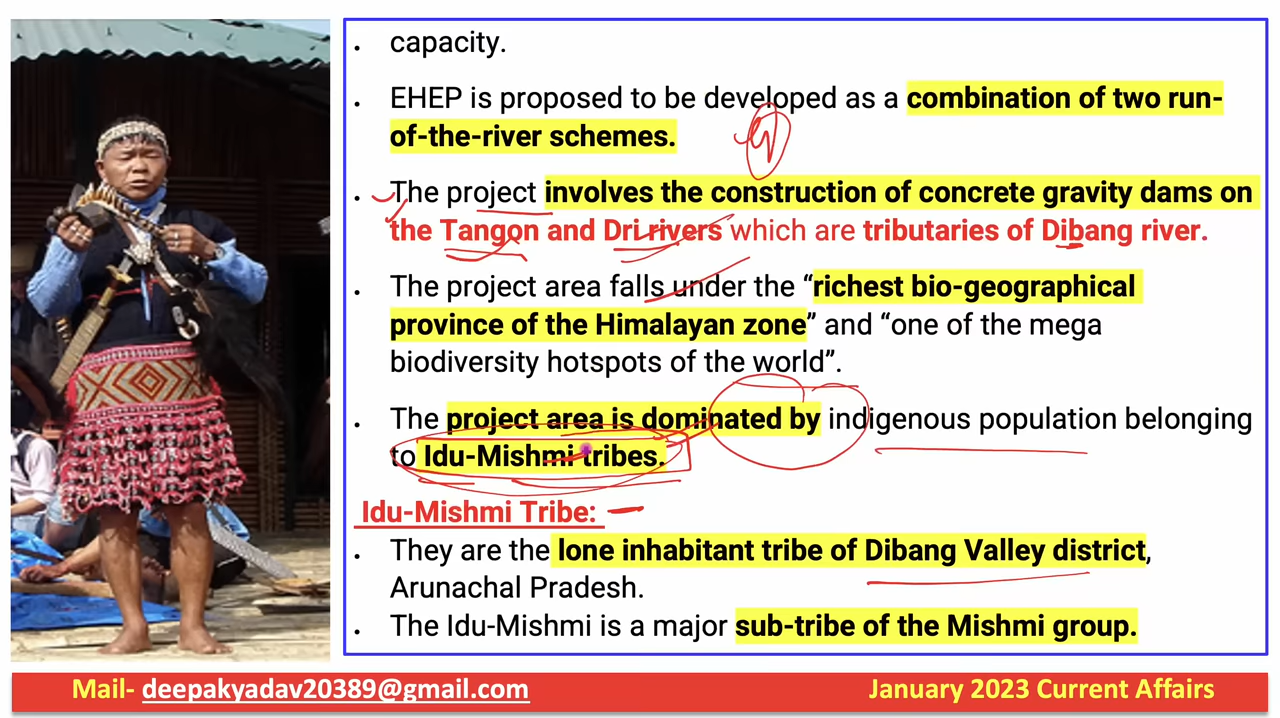 • capacity.
• EHEP is proposed to be developed as a combination of two run-
of-the-river schemes.
• The project involves the construction of concrete gravity dams on
the Tangon and Dri rivers which are tributaries of Dibang river.
• The project area falls under the “richest bio-geographical
province of the Himalayan zone” and “one of the mega
biodiversity hotspots of the world”.
• The project area is dominated by indigenous population belonging
to Idu-Mishmi tribes.
Idu-Mishmi Tribe:
• They are the lone inhabitant tribe of Dibang Valley district,
Arunachal Pradesh.
• The Idu-Mishmi is a major sub-tribe of the Mishmi group.
Mail- deepakyadav20389@gmail.com
January 2023 Current Affairs